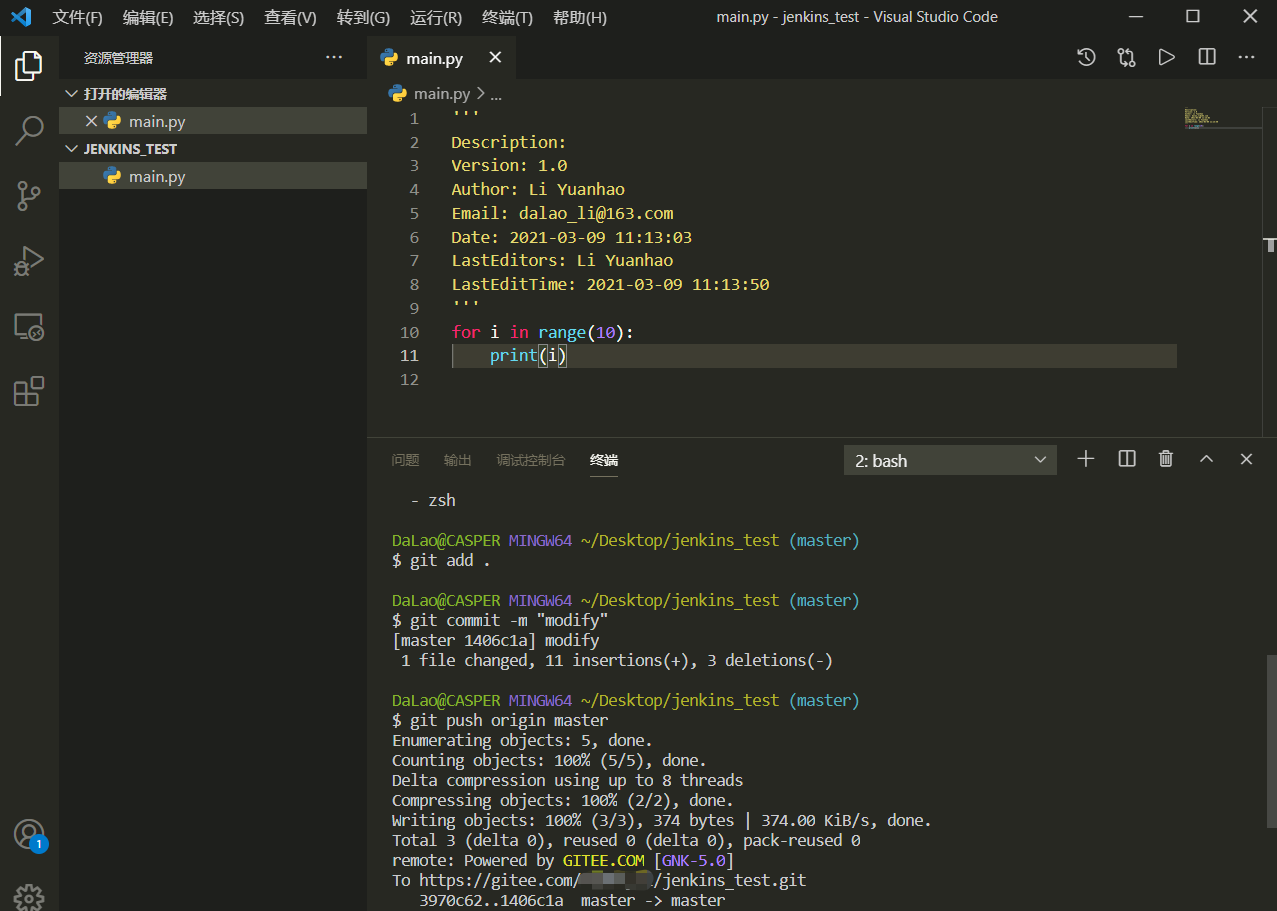 文件(F) 编辑(E) 选择(S) 查看(V) 转到(G) 运行(R) 终端(T) 帮助(H) main.py - jenkins_test - Visual Studio Code
资源管理器
main.py
打开的编辑器
main.py > ...
main.py
JENKINS_TEST
main.py
1 '''
2 Description:
3 Version: 1.0
4 Author: Li Yuanhao
5 Email: dalao_li@163.com
6 Date: 2021-03-09 11:13:03
7 LastEditors: Li Yuanhao
8 LastEditTime: 2021-03-09 11:13:50
9 '''
10 for i in range(10):
11     print(i)
12
问题 输出 调试控制台 终端 2: bash
- zsh
DaLao@CASPER MINGW64 ~/Desktop/jenkins_test (master)
$ git add .
DaLao@CASPER MINGW64 ~/Desktop/jenkins_test (master)
$ git commit -m "modify"
[master 1406c1a] modify
1 file changed, 11 insertions(+), 3 deletions(-)
DaLao@CASPER MINGW64 ~/Desktop/jenkins_test (master)
$ git push origin master
Enumerating objects: 5, done.
Counting objects: 100% (5/5), done.
Delta compression using up to 8 threads
Compressing objects: 100% (2/2), done.
Writing objects: 100% (3/3), 374 bytes | 374.00 KiB/s, done.
Total 3 (delta 0), reused 0 (delta 0), pack-reused 0
remote: Powered by GITEE.COM [GNK-5.0]
To https://gitee.com/ /jenkins_test.git
3970c62..1406c1a master -> master
1